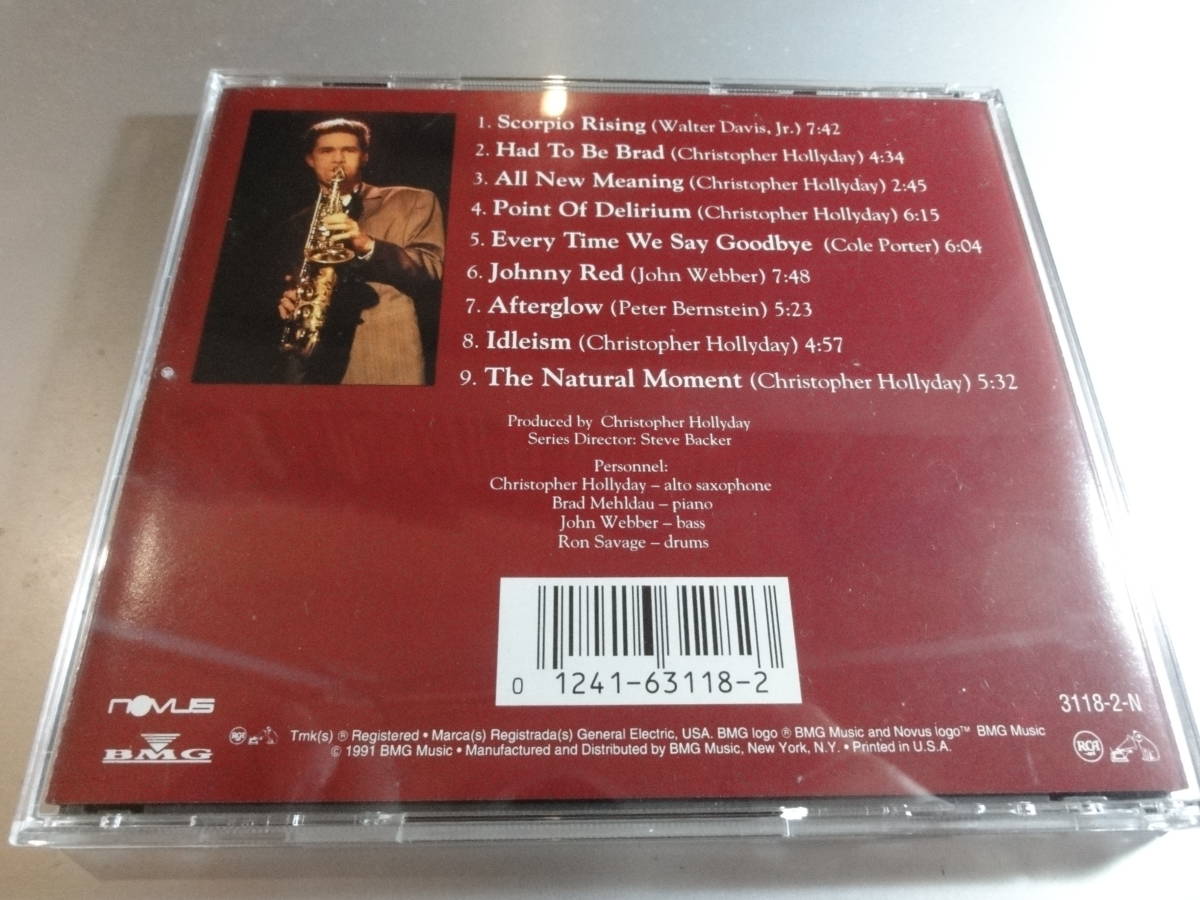 1. Scorpio Rising (Walter Davis, Jr.) 7:42
2. Had To Be Brad (Christopher Hollyday) 4:34
3. All New Meaning (Christopher Hollyday) 2:45
4. Point Of Delirium (Christopher Hollyday) 6:15
5. Every Time We Say Goodbye (Cole Porter) 6:04
6. Johnny Red (John Webber) 7:48
7. Afterglow (Peter Bernstein) 5:23
8. Idleism (Christopher Hollyday) 4:57
9. The Natural Moment (Christopher Hollyday) 5:32
Produced by Christopher Hollyday
Series Director: Steve Backer
Personnel:
Christopher Hollyday – alto saxophone
Brad Mehldau – piano
John Webber – bass
Ron Savage – drums
0 1241-63118-2
NOVUS
3118-2-N
BMG
RCA
Tmk(s) ® Registered • Marca(s) Registrada(s) General Electric, USA. BMG logo ® BMG Music and Novus logo™ BMG Music
© 1991 BMG Music • Manufactured and Distributed by BMG Music, New York, N.Y. • Printed in U.S.A.
RCA